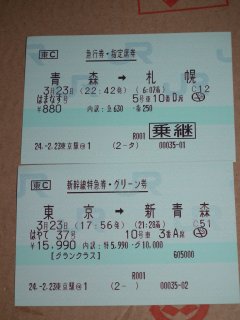 東C 急行券・指定席券
青森 → 札幌
3月23日 (22:42発) (6:07着) C12
はまなす号 5号車10番D席
¥880 内訳:急630・指250
R001 乗継
24.-2.23東京駅@1 (2-タ) 00035-01
東C 新幹線特急券・グリーン券
東京 → 新青森
3月23日 (17:56発) (21:28着) C51
はやて 37号 10号車 3番A席
¥15,990 内訳:特5,990・グ10,000
[グランクラス] 605000
R001
24.-2.23東京駅@1 (2- ) 00035-02